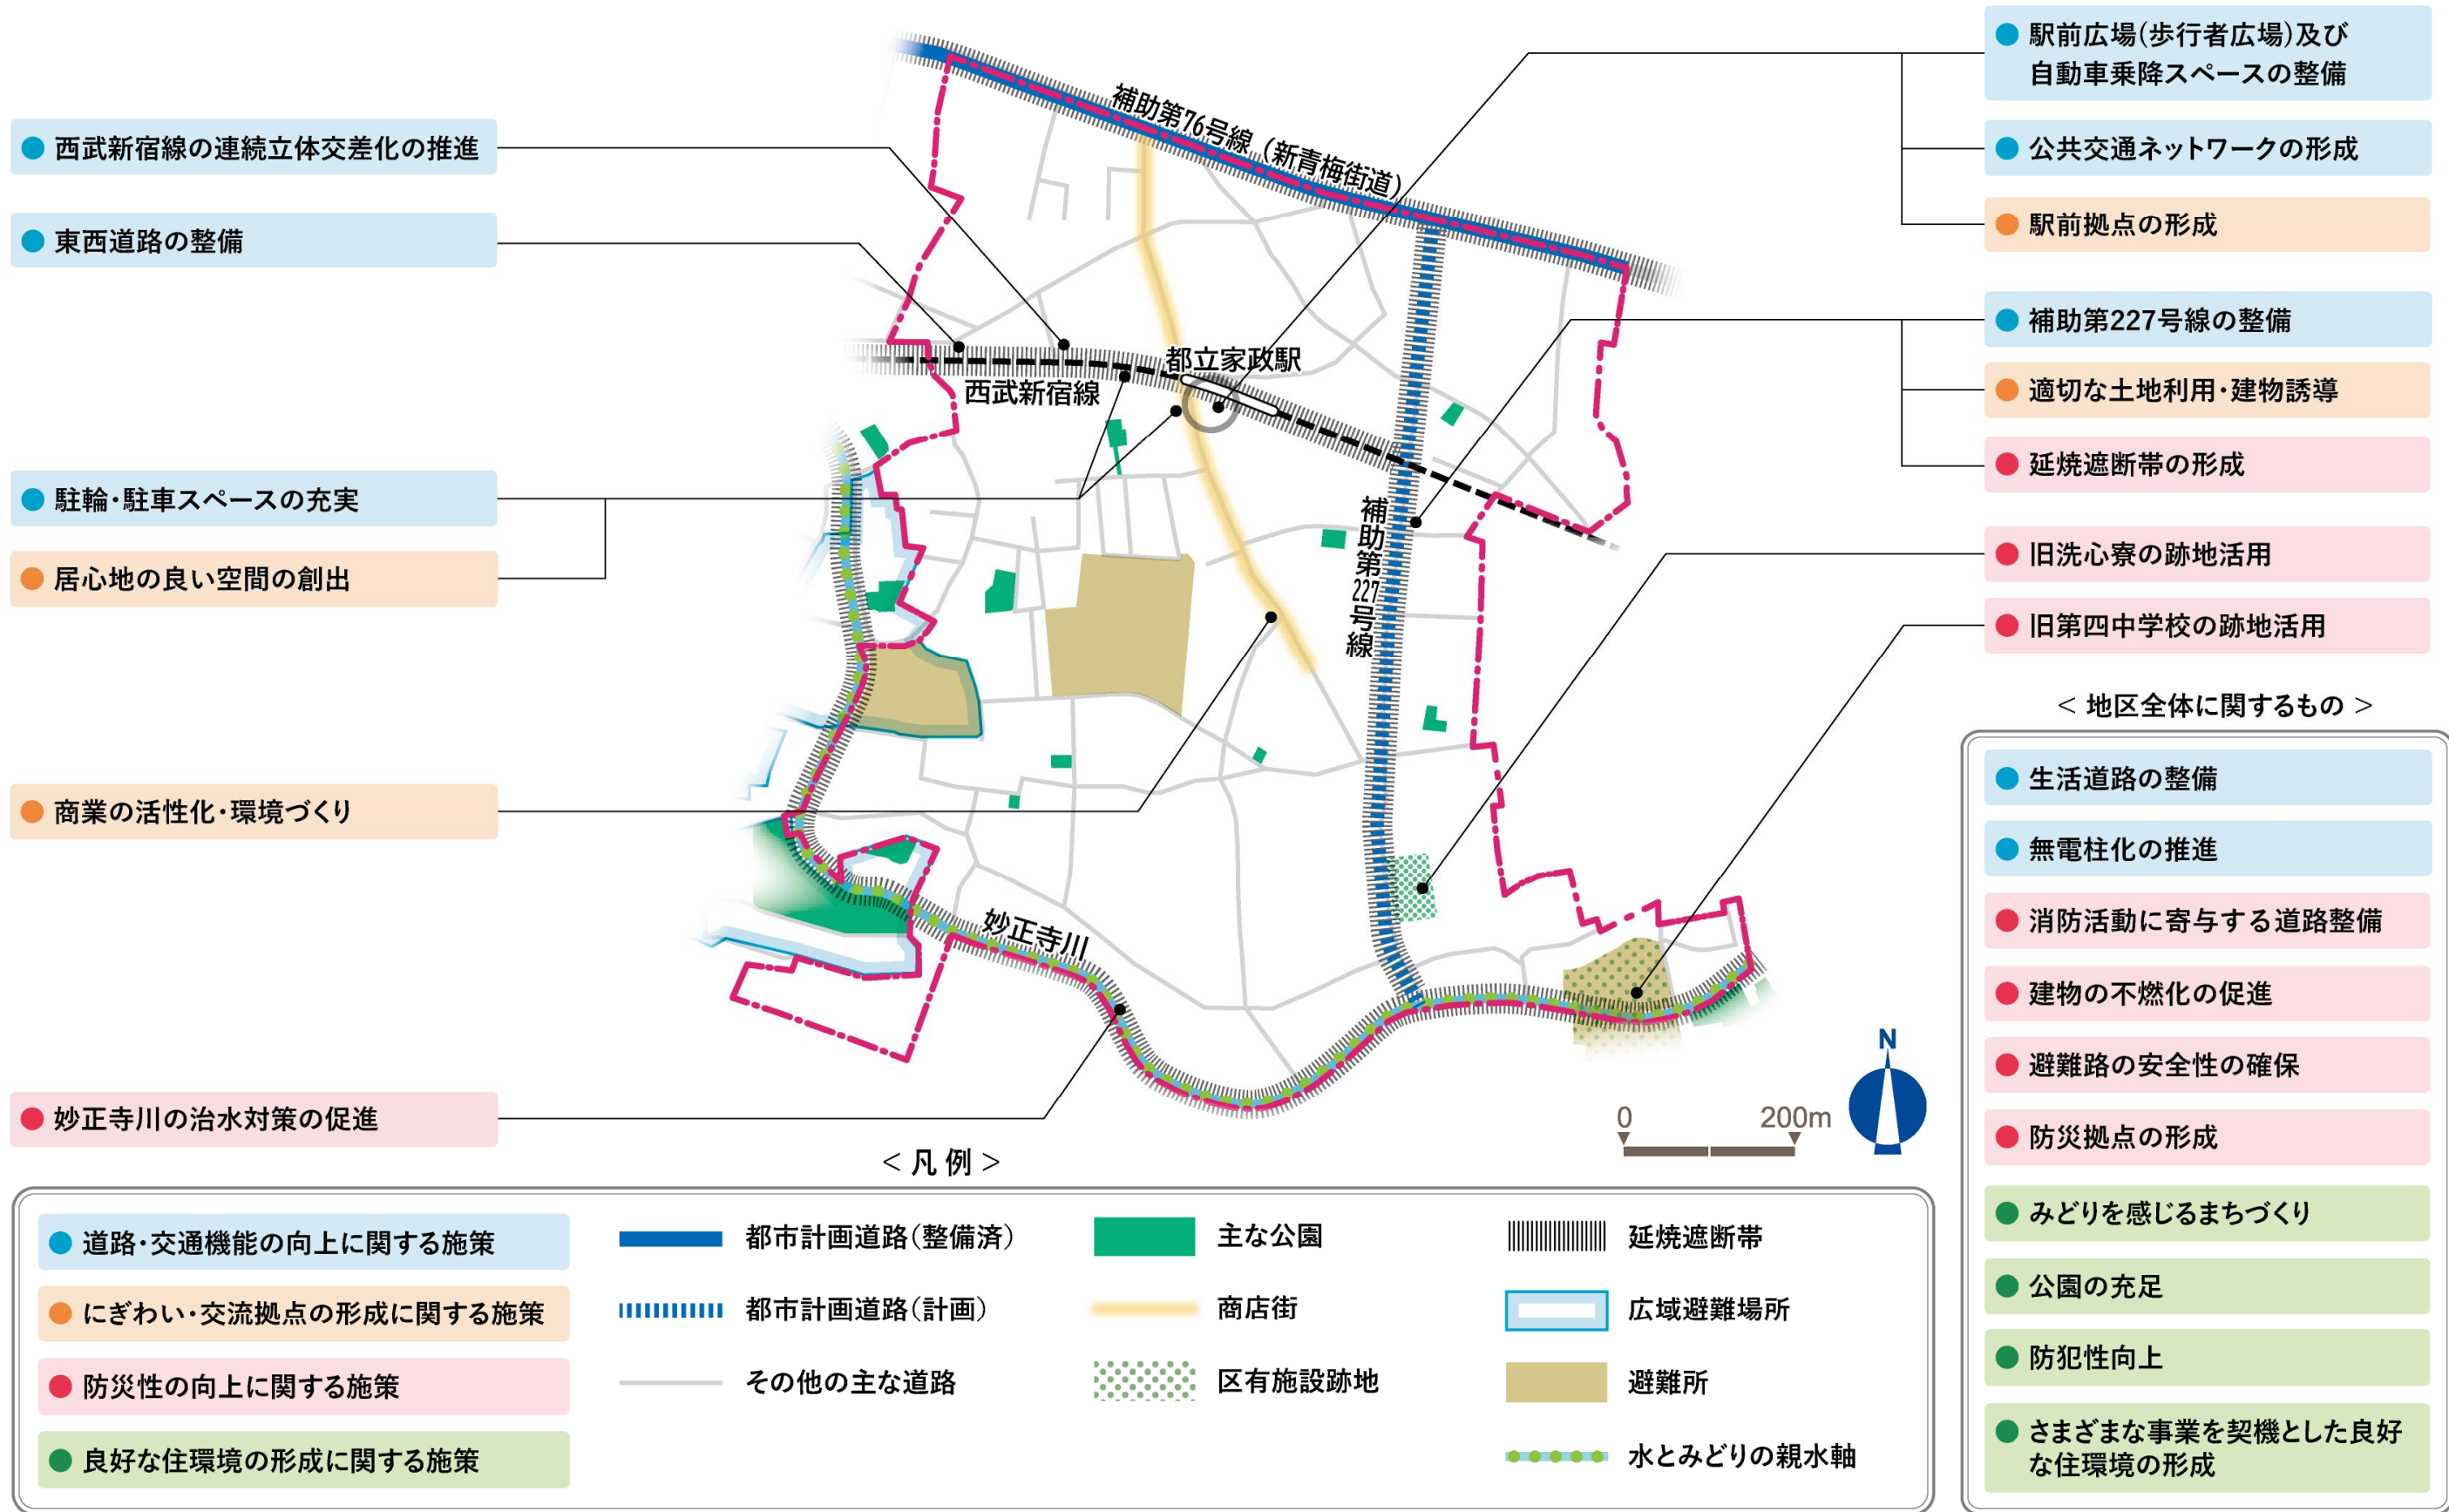 西武新宿線の連続立体交差化の推進
東西道路の整備
駐輪・駐車スペースの充実
居心地の良い空間の創出
商業の活性化・環境づくり
妙正寺川の治水対策の促進
補助第76号線（新青梅街道）
都立家政駅
西武新宿線
補助第227号線
妙正寺川
N
0 200m
駅前広場(歩行者広場)及び
自動車乗降スペースの整備
公共交通ネットワークの形成
駅前拠点の形成
補助第227号線の整備
適切な土地利用・建物誘導
延焼遮断帯の形成
旧洗心寮の跡地活用
旧第四中学校の跡地活用
＜ 地区全体に関するもの ＞
生活道路の整備
無電柱化の推進
消防活動に寄与する道路整備
建物の不燃化の促進
避難路の安全性の確保
防災拠点の形成
みどりを感じるまちづくり
公園の充足
防犯性向上
さまざまな事業を契機とした良好
な住環境の形成
＜ 凡 例 ＞
道路・交通機能の向上に関する施策
にぎわい・交流拠点の形成に関する施策
防災性の向上に関する施策
良好な住環境の形成に関する施策
都市計画道路（整備済）
都市計画道路（計画）
その他の主な道路
主な公園
商店街
区有施設跡地
延焼遮断帯
広域避難場所
避難所
水とみどりの親水軸